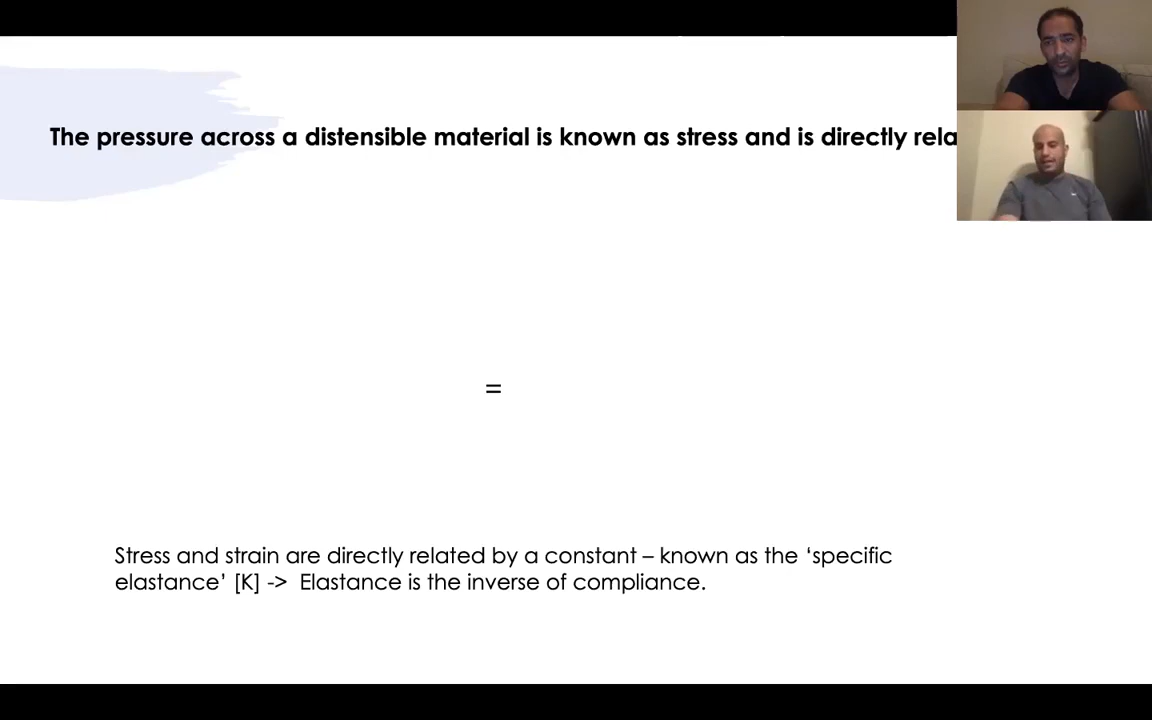 The pressure across a distensible material is known as stress and is directly rela
=
Stress and strain are directly related by a constant – known as the ‘specific
elastance’ [K] -> Elastance is the inverse of compliance.